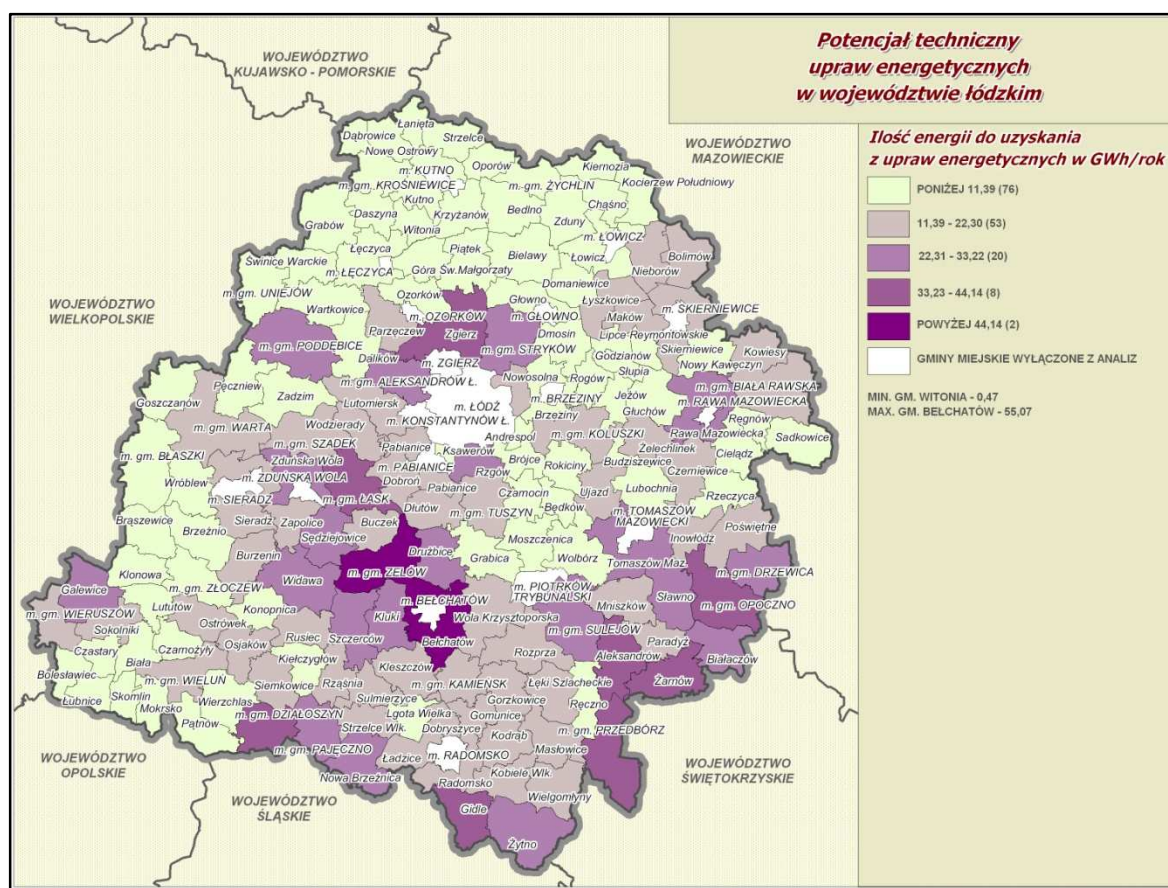 Potencjał techniczny
upraw energetycznych
w województwie łódzkim
Ilość energii do uzyskania
z upraw energetycznych w GWh/rok
PONIŻEJ 11,39 (76)
11,39 - 22,30 (53)
22,31 - 33,22 (20)
33,23 - 44,14 (8)
POWYŻEJ 44,14 (2)
GMINY MIEJSKIE WYŁĄCZONE Z ANALIZ
MIN. GM. WITONIA - 0,47
MAX. GM. BEŁCHATÓW - 55,07
WOJEWÓDZTWO
KUJAWSKO - POMORSKIE
WOJEWÓDZTWO
MAZOWIECKIE
WOJEWÓDZTWO
WIELKOPOLSKIE
WOJEWÓDZTWO
OPOLSKIE
WOJEWÓDZTWO
ŚLĄSKIE
WOJEWÓDZTWO
ŚWIĘTOKRZYSKIE
Łanięta
Dąbrowice
Strzelce
Nowe Ostrowy
Oporów
Kiernozia
m. KUTNO
m. gm. KROŚNIEWICE
m. gm. ŻYCHLIN
Kocierzew Południowy
Kutno
Bedlno
Chąśno
Daszyna
Krzyżanów
Zduny
Grabów
Witonia
m. ŁOWICZ
Łęczyca
Piątek
Bielawy
Łowicz
Bolimów
Świnice Warckie
m. ŁĘCZYCA
Góra Św.Małgorzaty
Nieborów
Domaniewice
m. gm. UNIEJÓW
Ozorków
Głowno
Łyszkowice
Wartkowice
m. OZORKÓW
m. GŁOWNO
m. SKIERNIEWICE
Parzęczew
Zgierz
Dmosin
Maków
Lipce Reymontowskie
m. gm. PODDĘBICE
m. gm. STRYKÓW
Skierniewice
Kowiesy
Dalików
m. ZGIERZ
Godzianów
Nowy Kawęczyn
Słupia
Pęczniew
m. gm. ALEKSANDRÓW Ł.
Nowosolna
Rogów
m. gm. BIAŁA RAWSKA
Goszczanów
Zadzim
Lutomiersk
m. BRZEZINY
Jeżów
m. RAWA MAZOWIECKA
m. ŁÓDŹ
Brzeziny
Głuchów
Regnów
m. gm. WARTA
Wodzierady
m. KONSTANTYNÓW Ł.
m. gm. KOLUSZKI
Rawa Mazowiecka
Sadkowice
Andrespol
m. gm. SZADEK
Pabianice
Ksawerów
Żelechlinek
Cielądz
m. gm. BŁASZKI
Zduńska Wola
m. PABIANICE
Brójce
Rokiciny
Budziszewice
Wróblew
m. ZDUŃSKA WOLA
Dobroń
Rzgów
Czerniewice
m. SIERADZ
m. gm. ŁASK
Pabianice
Czarnocin
Ujazd
Lubochnia
Rzeczyca
Dłutów
m. gm. TUSZYN
Będków
m. TOMASZÓW
MAZOWIECKI
Brąszewice
Brzeźnio
Sieradz
Zapolice
Buczek
Poświętne
Sędziejowice
Moszczenica
Inowłódz
Burzenin
Drużbice
Grabica
Wolbórz
Klonowa
m. gm. ZELÓW
Tomaszów Maz.
m. gm. DRZEWICA
Galewice
m. gm. ZŁOCZEW
Widawa
m. PIOTRKÓW
TRYBUNALSKI
Sławno
m. BEŁCHATÓW
m. gm. OPOCZNO
m. gm. WIERUSZÓW
Lututów
Konopnica
Kluki
Wola Krzysztoporska
Mniszków
Ostrówek
m. gm. SULEJÓW
Sokolniki
Rusiec
Szczerców
Bełchatów
Paradyż
Czastary
Czarnożyły
Osjaków
Rozprza
Aleksandrów
Białaczów
Biała
Kiełczygłów
Kleszczów
Bolesławiec
m. gm. WIELUŃ
Łęki Szlacheckie
Żarnów
Siemkowice
Rząśnia
m. gm. KAMIEŃSK
Skomlin
Wierzchlas
Sulmierzyce
Gorzkowice
Ręczno
Łubnice
Mokrsko
Lgota Wielka
Gomunice
Pątnów
m. gm. DZIAŁOSZYN
Strzelce Wlk.
Dobryszyce
Kodrąb
m. gm. PRZEDBÓRZ
m. gm. PAJĘCZNO
Ładzice
m. RADOMSKO
Masłowice
Nowa Brzeźnica
Kobiele Wlk.
Radomsko
Wielgomłyny
Gidle
Żytno